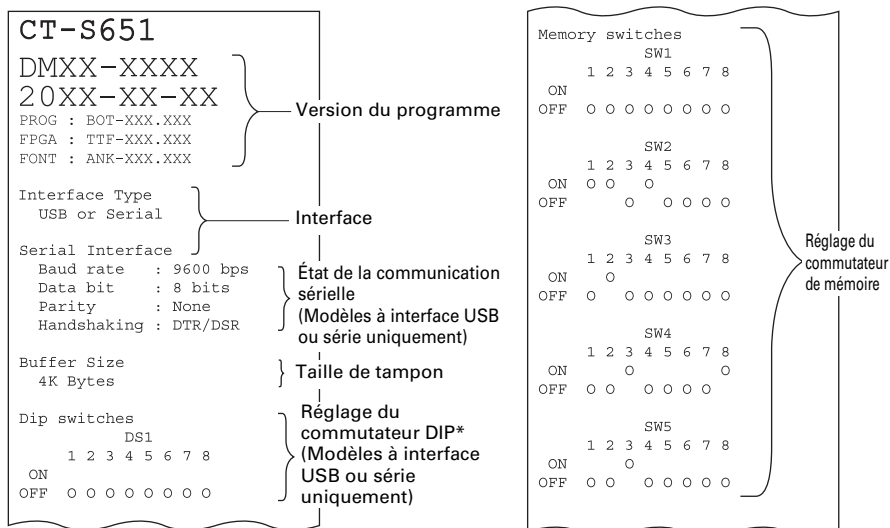 CT-S651
DMXX-XXXX
20XX-XX-XX
PROG : BOT-XXX.XXX
FPGA : TTF-XXX.XXX
FONT : ANK-XXX.XXX
Version du programme
Interface Type
USB or Serial
Interface
Serial Interface
Baud rate : 9600 bps
Data bit : 8 bits
Parity : None
Handshaking : DTR/DSR
État de la communication
sérielle
(Modèles à interface USB
ou série uniquement)
Buffer Size
4K Bytes
Taille de tampon
Dip switches
DS1
1 2 3 4 5 6 7 8
ON
OFF O O O O O O O O
Réglage du
commutateur DIP*
(Modèles à interface
USB ou série
uniquement)
Memory switches
SW1
1 2 3 4 5 6 7 8
ON
OFF O O O O O O O O
SW2
1 2 3 4 5 6 7 8
ON O O O
OFF O O O O O
SW3
1 2 3 4 5 6 7 8
ON O
OFF O O O O O O O
SW4
1 2 3 4 5 6 7 8
ON O O
OFF O O O O O O
SW5
1 2 3 4 5 6 7 8
ON O
OFF O O O O O O O
Réglage du
commutateur
de mémoire